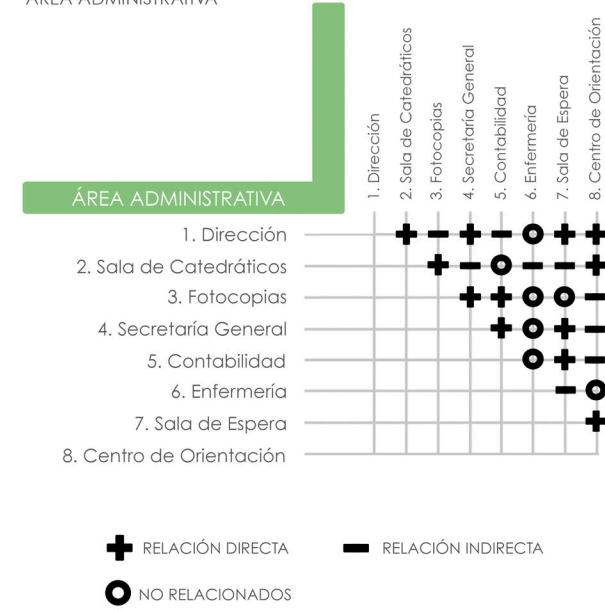 ÁREA ADMINISTRATIVA
1. Dirección
2. Sala de Catedráticos
3. Fotocopias
4. Secretaría General
5. Contabilidad
6. Enfermería
7. Sala de Espera
8. Centro de Orientación
ÁREA ADMINISTRATIVA
1. Dirección
2. Sala de Catedráticos
3. Fotocopias
4. Secretaría General
5. Contabilidad
6. Enfermería
7. Sala de Espera
8. Centro de Orientación
RELACIÓN DIRECTA
RELACIÓN INDIRECTA
NO RELACIONADOS